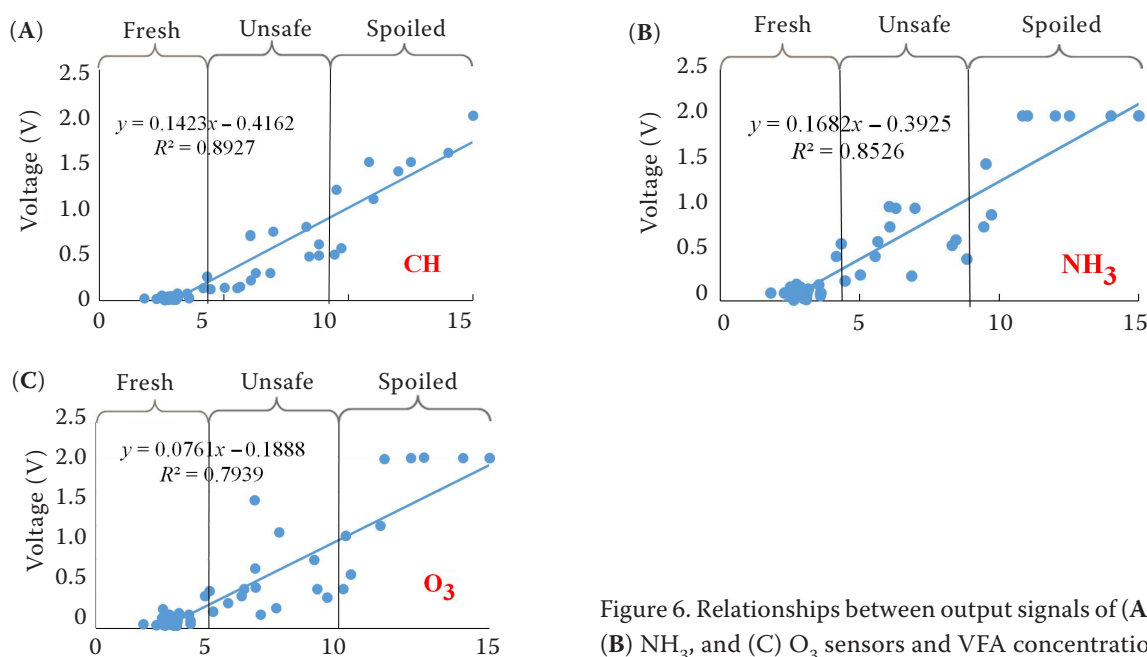 (A)
Fresh Unsafe Spoiled
2.5
2.0
1.5
1.0
0.5
0
Voltage (V)
y = 0.1423x – 0.4162
R² = 0.8927
CH
0 5 10 15
(B)
Fresh Unsafe Spoiled
2.5
2.0
1.5
1.0
0.5
0
Voltage (V)
y = 0.1682x – 0.3925
R² = 0.8526
NH₃
0 5 10 15
(C)
Fresh Unsafe Spoiled
2.5
2.0
1.5
1.0
0.5
0
Voltage (V)
y = 0.0761x – 0.1888
R² = 0.7939
O₃
0 5 10 15
Figure 6. Relationships between output signals of (A
(B) NH₃, and (C) O₃ sensors and VFA concentratio